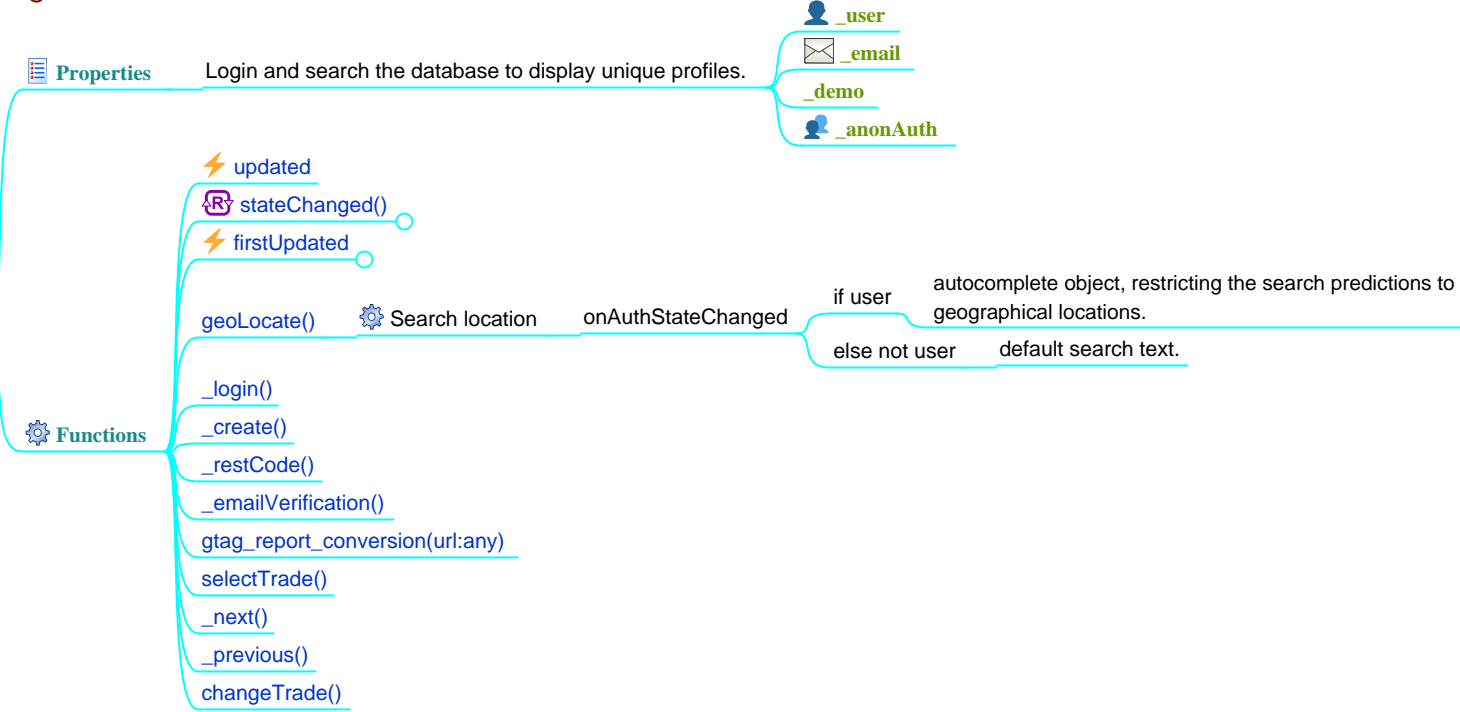 Properties
Login and search the database to display unique profiles.
_user
_email
_demo
_anonAuth
Functions
updated
R stateChanged()
firstUpdated
geoLocate()
Search location
onAuthStateChanged
if user
autocomplete object, restricting the search predictions to
geographical locations.
else not user
default search text.
_login()
_create()
_restCode()
_emailVerification()
gtag_report_conversion(url:any)
selectTrade()
_next()
_previous()
changeTrade()